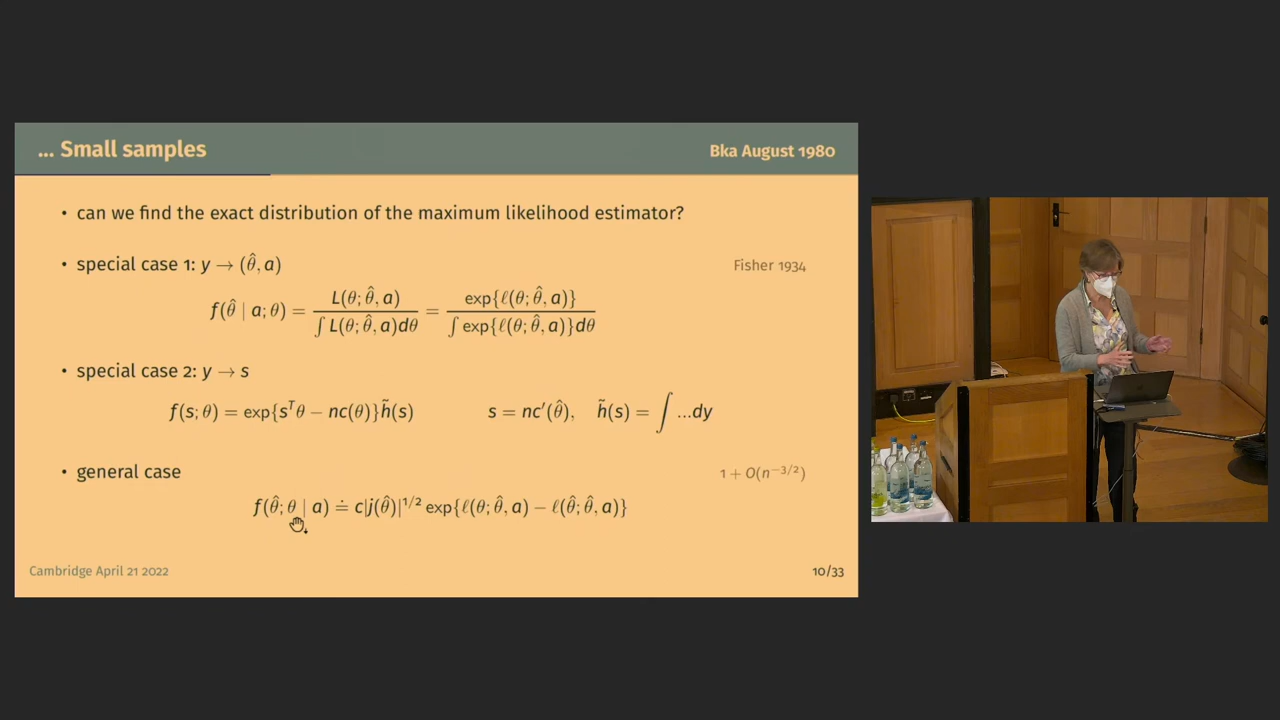 ... Small samples
Bka August 1980
• can we find the exact distribution of the maximum likelihood estimator?
• special case 1: y → (θ̂, a)
Fisher 1934
f(θ̂ | a; θ) = L(θ; θ̂, a) / ∫ L(θ; θ̂, a)dθ = exp{ℓ(θ; θ̂, a)} / ∫ exp{ℓ(θ; θ̂, a)}dθ
• special case 2: y → s
f(s; θ) = exp{sᵀθ − nc(θ)}h̃(s)
s = nc′(θ̂), h̃(s) = ∫ ...dy
• general case
1 + O(n⁻³/²)
f(θ̂; θ | a) ≐ c|j(θ̂)|¹/² exp{ℓ(θ; θ̂, a) − ℓ(θ̂; θ̂, a)}
Cambridge April 21 2022
10/33